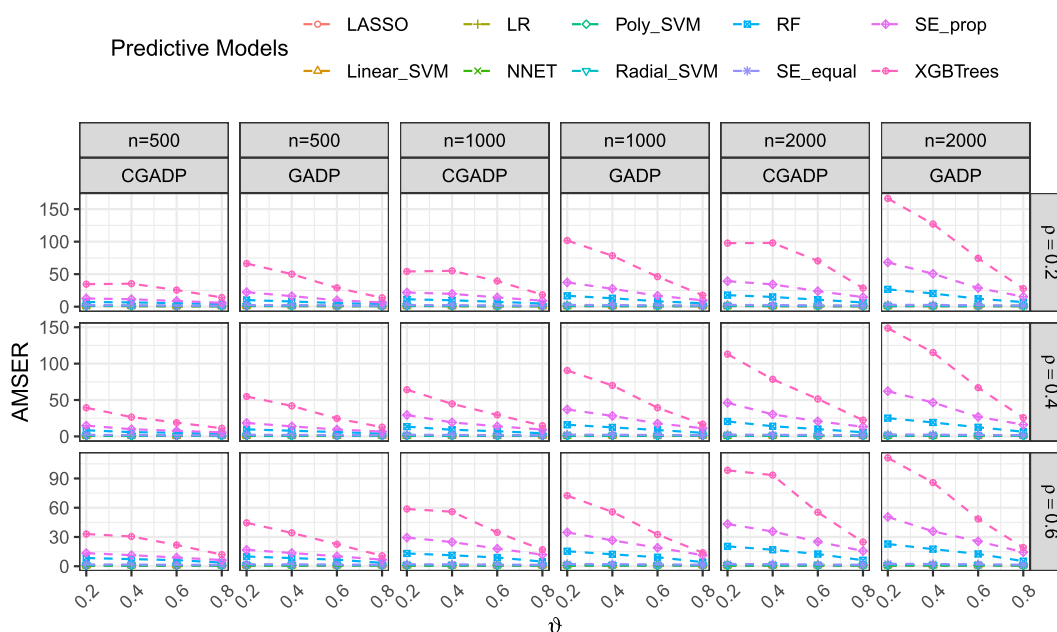 Predictive Models
LASSO LR Poly_SVM RF SE_prop
Linear_SVM NNET Radial_SVM SE_equal XGBTrees
n=500 n=500 n=1000 n=1000 n=2000 n=2000
CGADP GADP CGADP GADP CGADP GADP
150
100
50
0
ρ = 0.2
150
100
50
0
ρ = 0.4
90
60
30
0
ρ = 0.6
AMSER
0.2 0.4 0.6 0.8 0.2 0.4 0.6 0.8 0.2 0.4 0.6 0.8 0.2 0.4 0.6 0.8 0.2 0.4 0.6 0.8 0.2 0.4 0.6 0.8
ϑ